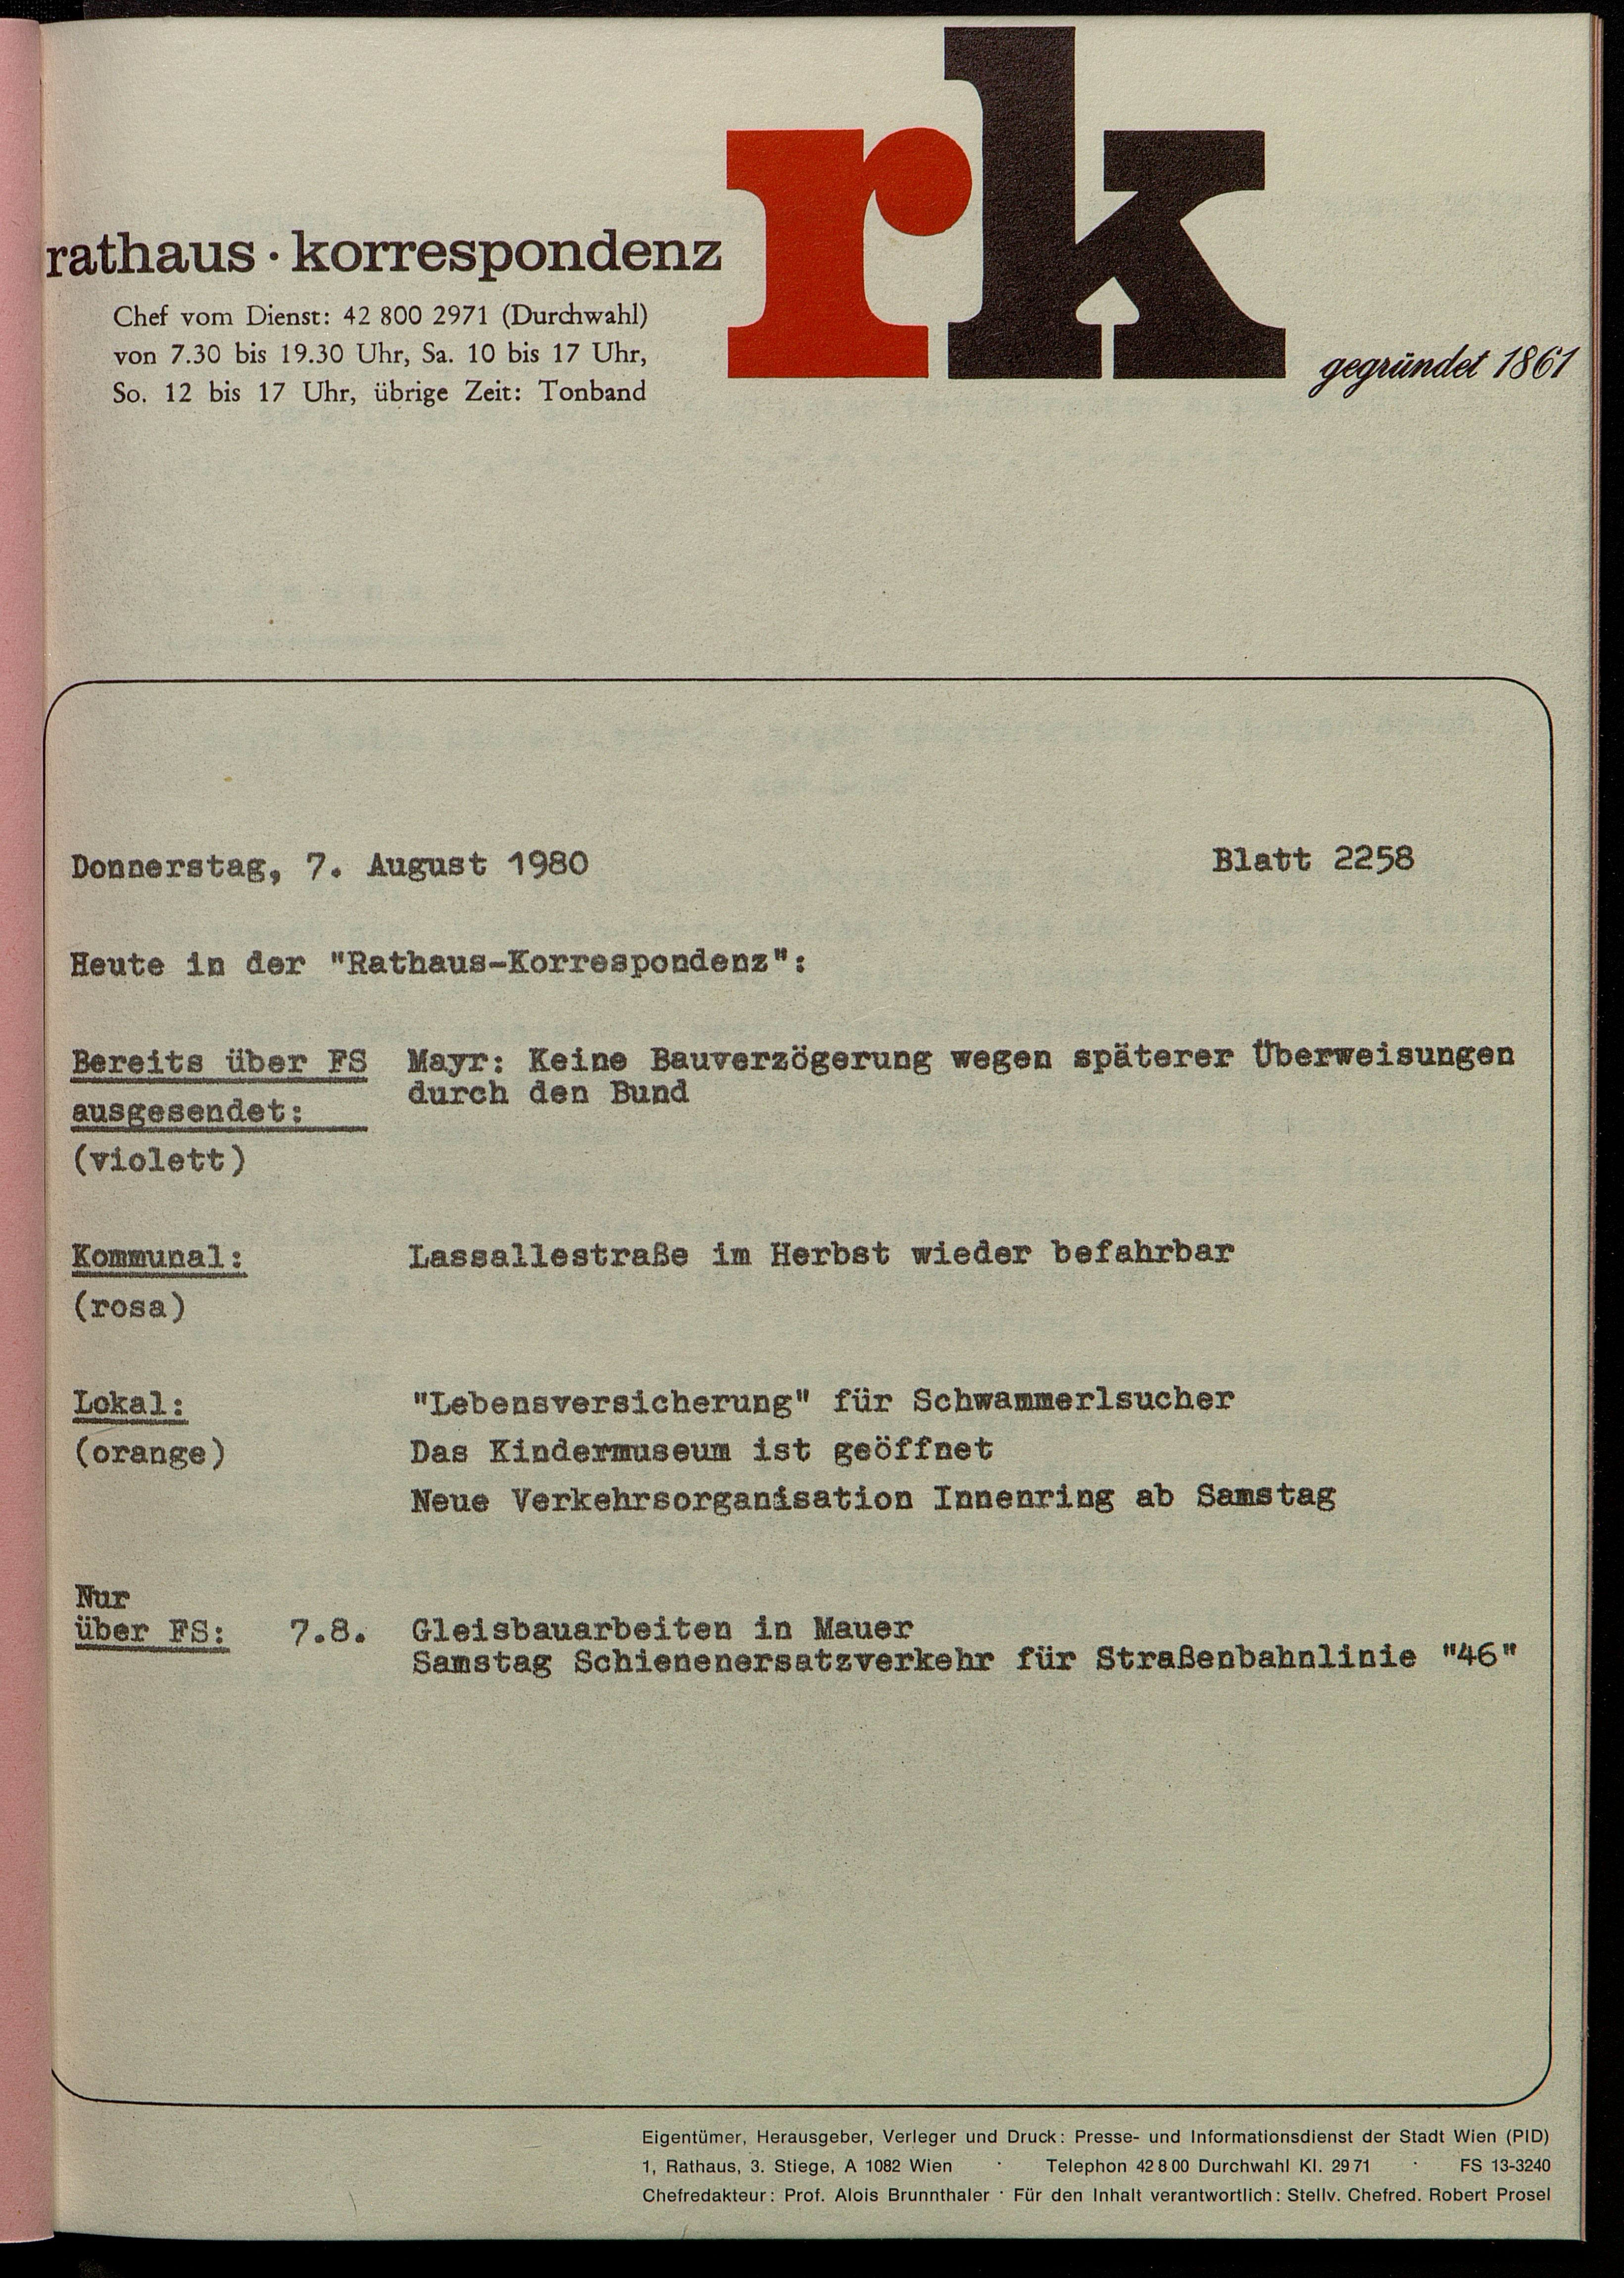 rk
rathaus · korrespondenz
Chef vom Dienst: 42 800 2971 (Durchwahl)
von 7.30 bis 19.30 Uhr, Sa. 10 bis 17 Uhr,
So. 12 bis 17 Uhr, übrige Zeit: Tonband
gegründet 1861
Donnerstag, 7. August 1980 Blatt 2258
Heute in der "Rathaus-Korrespondenz":
Bereits über FS Mayr: Keine Bauverzögerung wegen späterer Überweisungen
durch den Bund
ausgesendet:
(violett)
Kommunal: Lassallestraße im Herbst wieder befahrbar
(rosa)
Lokal: "Lebensversicherung" für Schwammerlsucher
(orange) Das Kindermuseum ist geöffnet
Neue Verkehrsorganisation Innenring ab Samstag
Nur
über FS: 7.8. Gleisbauarbeiten in Mauer
Samstag Schienenersatzverkehr für Straßenbahnlinie "46"
Eigentümer, Herausgeber, Verleger und Druck: Presse- und Informationsdienst der Stadt Wien (PID)
1, Rathaus, 3. Stiege, A 1082 Wien · Telephon 42 8 00 Durchwahl Kl. 29 71 · FS 13-3240
Chefredakteur: Prof. Alois Brunnthaler · Für den Inhalt verantwortlich: Stellv. Chefred. Robert Prosel